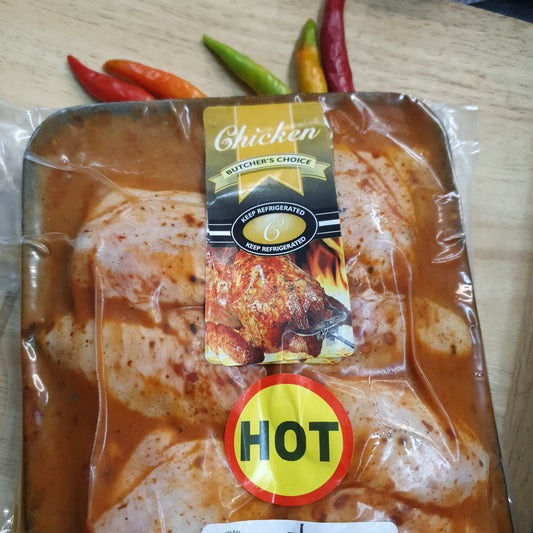 Chicken
BUTCHER'S CHOICE
KEEP REFRIGERATED
C
KEEP REFRIGERATED
HOT